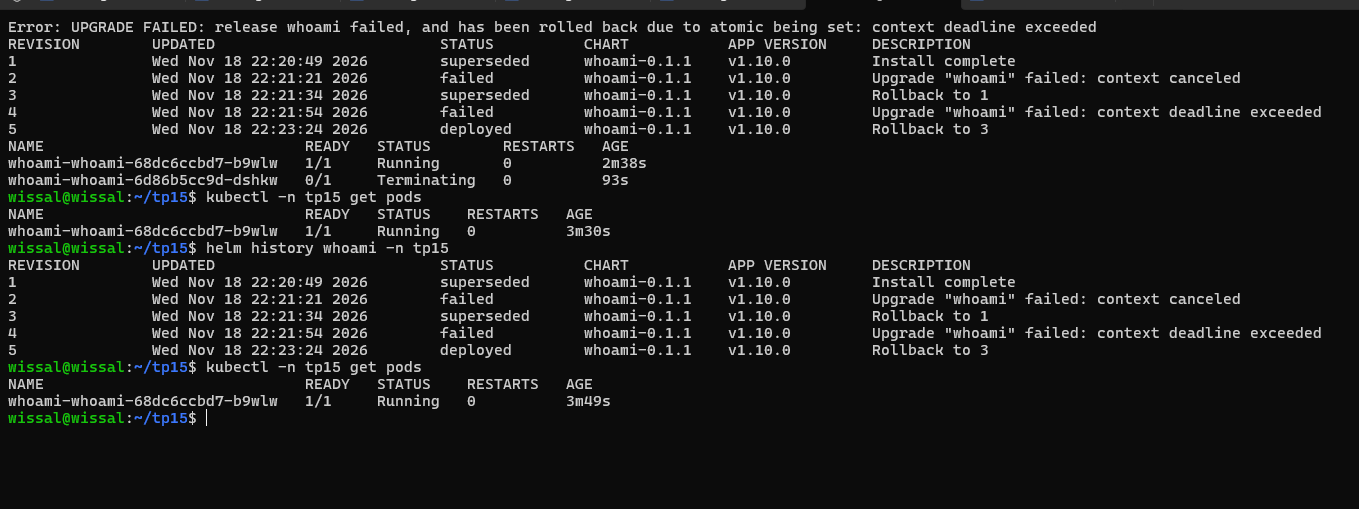 Error: UPGRADE FAILED: release whoami failed, and has been rolled back due to atomic being set: context deadline exceeded
REVISION        UPDATED                         STATUS          CHART           APP VERSION     DESCRIPTION
1               Wed Nov 18 22:20:49 2026        superseded      whoami-0.1.1    v1.10.0         Install complete
2               Wed Nov 18 22:21:21 2026        failed          whoami-0.1.1    v1.10.0         Upgrade "whoami" failed: context canceled
3               Wed Nov 18 22:21:34 2026        superseded      whoami-0.1.1    v1.10.0         Rollback to 1
4               Wed Nov 18 22:21:54 2026        failed          whoami-0.1.1    v1.10.0         Upgrade "whoami" failed: context deadline exceeded
5               Wed Nov 18 22:23:24 2026        deployed        whoami-0.1.1    v1.10.0         Rollback to 3
NAME                             READY   STATUS        RESTARTS   AGE
whoami-whoami-68dc6ccbd7-b9wlw   1/1     Running       0          2m38s
whoami-whoami-6d86b5cc9d-dshkw   0/1     Terminating   0          93s
wissal@wissal:~/tp15$ kubectl -n tp15 get pods
NAME                             READY   STATUS    RESTARTS   AGE
whoami-whoami-68dc6ccbd7-b9wlw   1/1     Running   0          3m30s
wissal@wissal:~/tp15$ helm history whoami -n tp15
REVISION        UPDATED                         STATUS          CHART           APP VERSION     DESCRIPTION
1               Wed Nov 18 22:20:49 2026        superseded      whoami-0.1.1    v1.10.0         Install complete
2               Wed Nov 18 22:21:21 2026        failed          whoami-0.1.1    v1.10.0         Upgrade "whoami" failed: context canceled
3               Wed Nov 18 22:21:34 2026        superseded      whoami-0.1.1    v1.10.0         Rollback to 1
4               Wed Nov 18 22:21:54 2026        failed          whoami-0.1.1    v1.10.0         Upgrade "whoami" failed: context deadline exceeded
5               Wed Nov 18 22:23:24 2026        deployed        whoami-0.1.1    v1.10.0         Rollback to 3
wissal@wissal:~/tp15$ kubectl -n tp15 get pods
NAME                             READY   STATUS    RESTARTS   AGE
whoami-whoami-68dc6ccbd7-b9wlw   1/1     Running   0          3m49s
wissal@wissal:~/tp15$